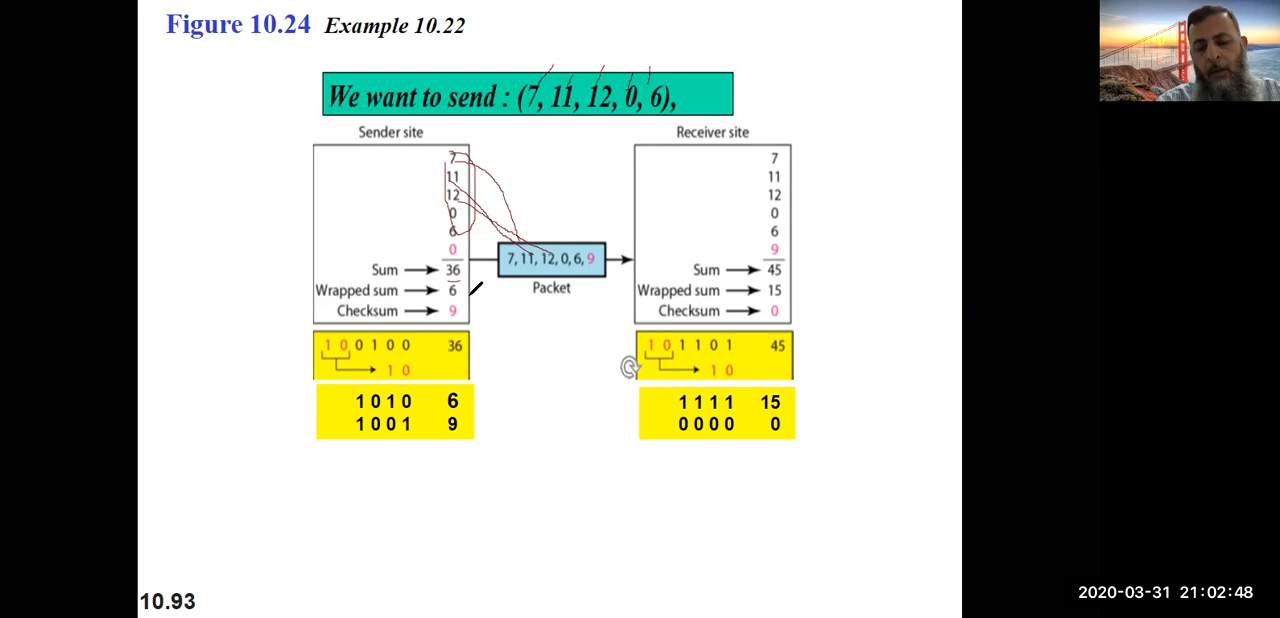 Figure 10.24 Example 10.22
We want to send : (7, 11, 12, 0, 6),
Sender site
7
11
12
0
6
0
Sum 36
Wrapped sum 6
Checksum 9
7, 11, 12, 0, 6, 9
Packet
Receiver site
7
11
12
0
6
9
Sum 45
Wrapped sum 15
Checksum 0
1 0 0 1 0 0 36
1 0
1 0 1 0 6
1 0 0 1 9
1 0 1 1 0 1 45
1 0
1 1 1 1 15
0 0 0 0 0
10.93
2020-03-31 21:02:48